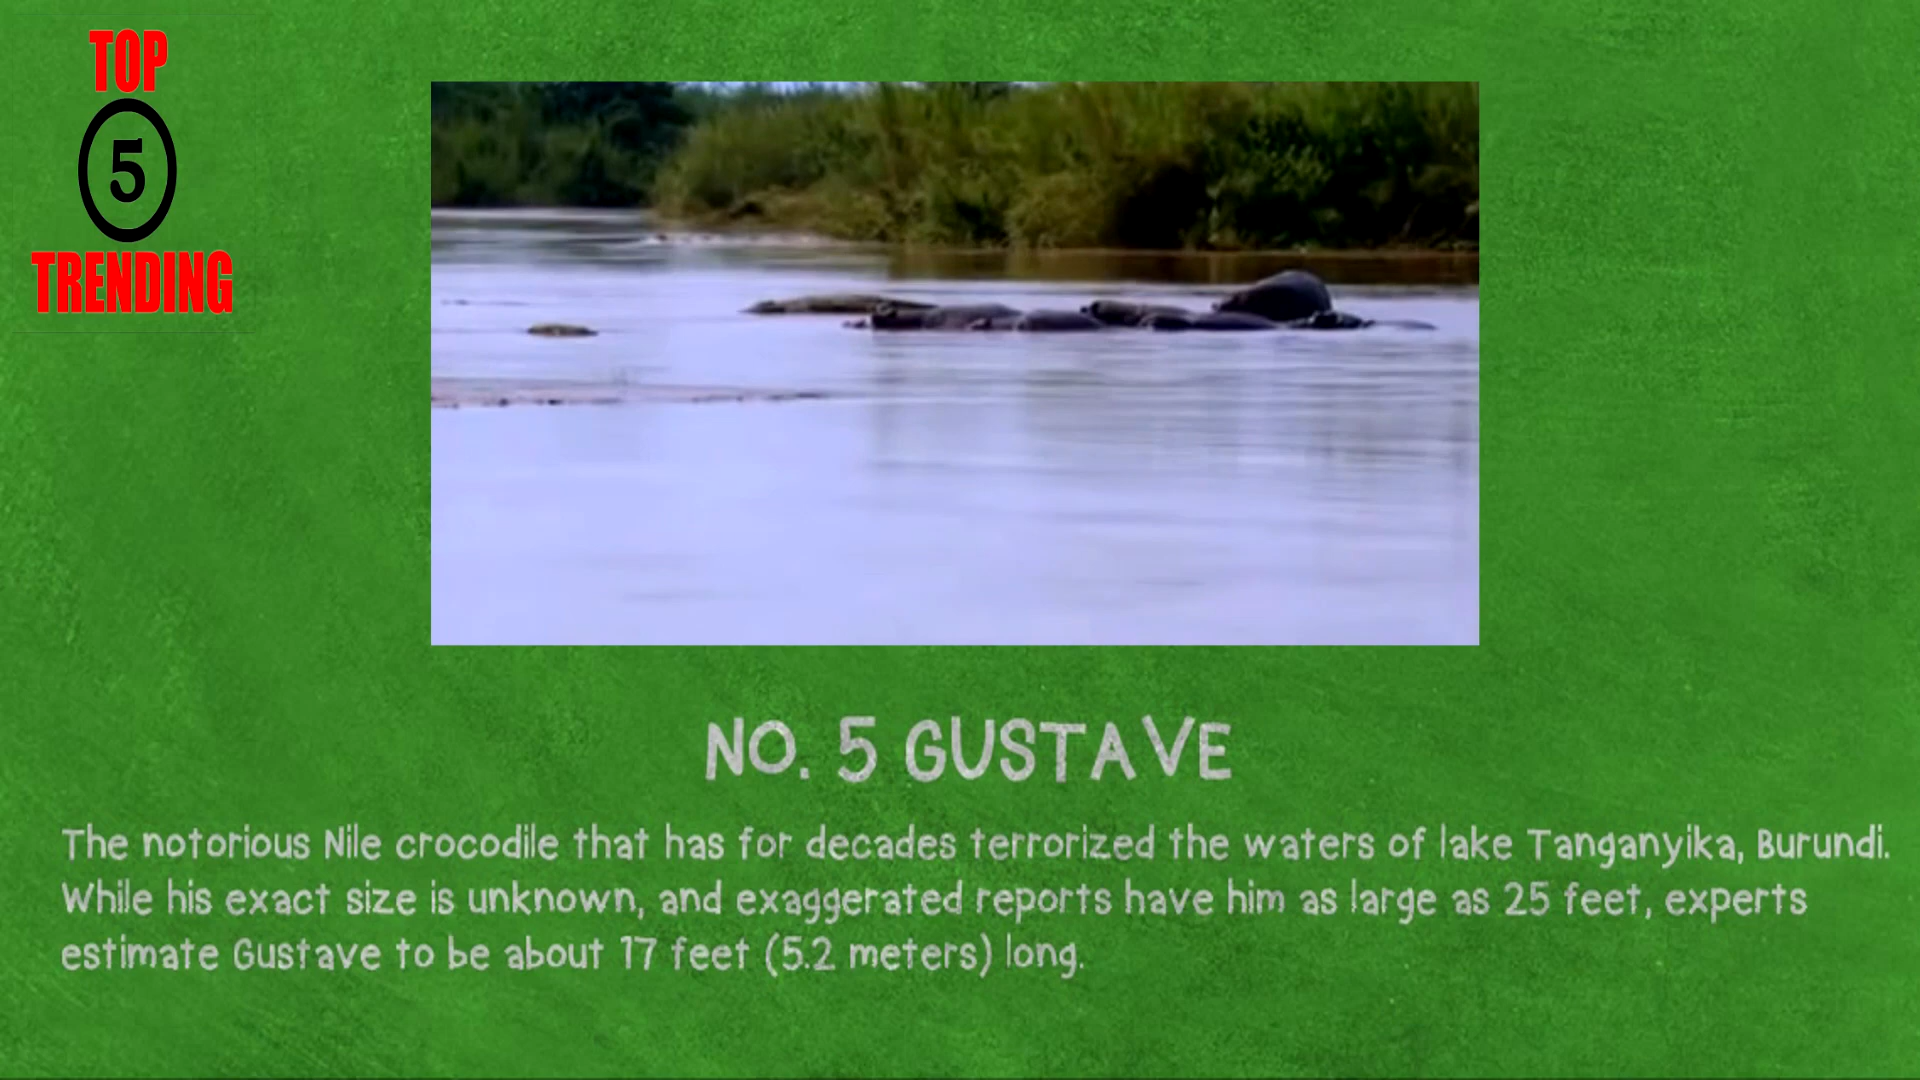 TOP
5
TRENDING
NO. 5 GUSTAVE
The notorious Nile crocodile that has for decades terrorized the waters of lake Tanganyika, Burundi.
While his exact size is unknown, and exaggerated reports have him as large as 25 feet, experts
estimate Gustave to be about 17 feet (5.2 meters) long.